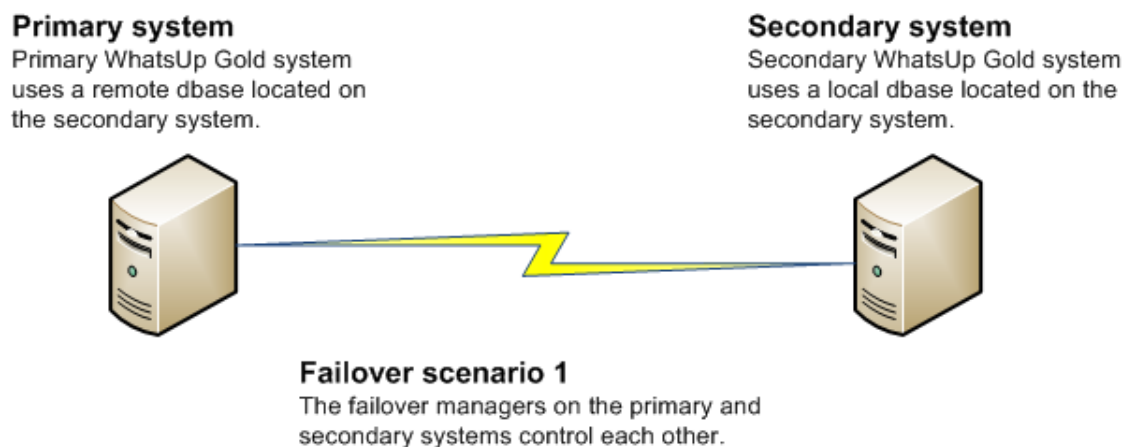 Primary system
Primary WhatsUp Gold system
uses a remote dbase located on
the secondary system.
Secondary system
Secondary WhatsUp Gold system
uses a local dbase located on the
secondary system.
Failover scenario 1
The failover managers on the primary and
secondary systems control each other.